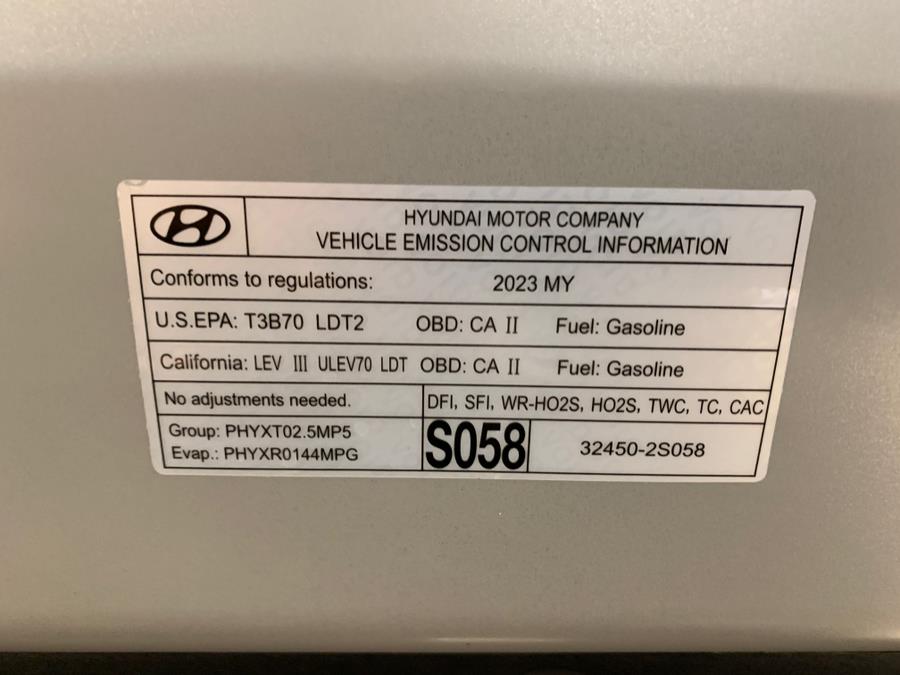 HYUNDAI MOTOR COMPANY
VEHICLE EMISSION CONTROL INFORMATION
Conforms to regulations: 2023 MY
U.S.EPA: T3B70 LDT2 OBD: CA II Fuel: Gasoline
California: LEV III ULEV70 LDT OBD: CA II Fuel: Gasoline
No adjustments needed. DFI, SFI, WR-HO2S, HO2S, TWC, TC, CAC
Group: PHYXT02.5MP5
Evap.: PHYXR0144MPG
S058
32450-2S058